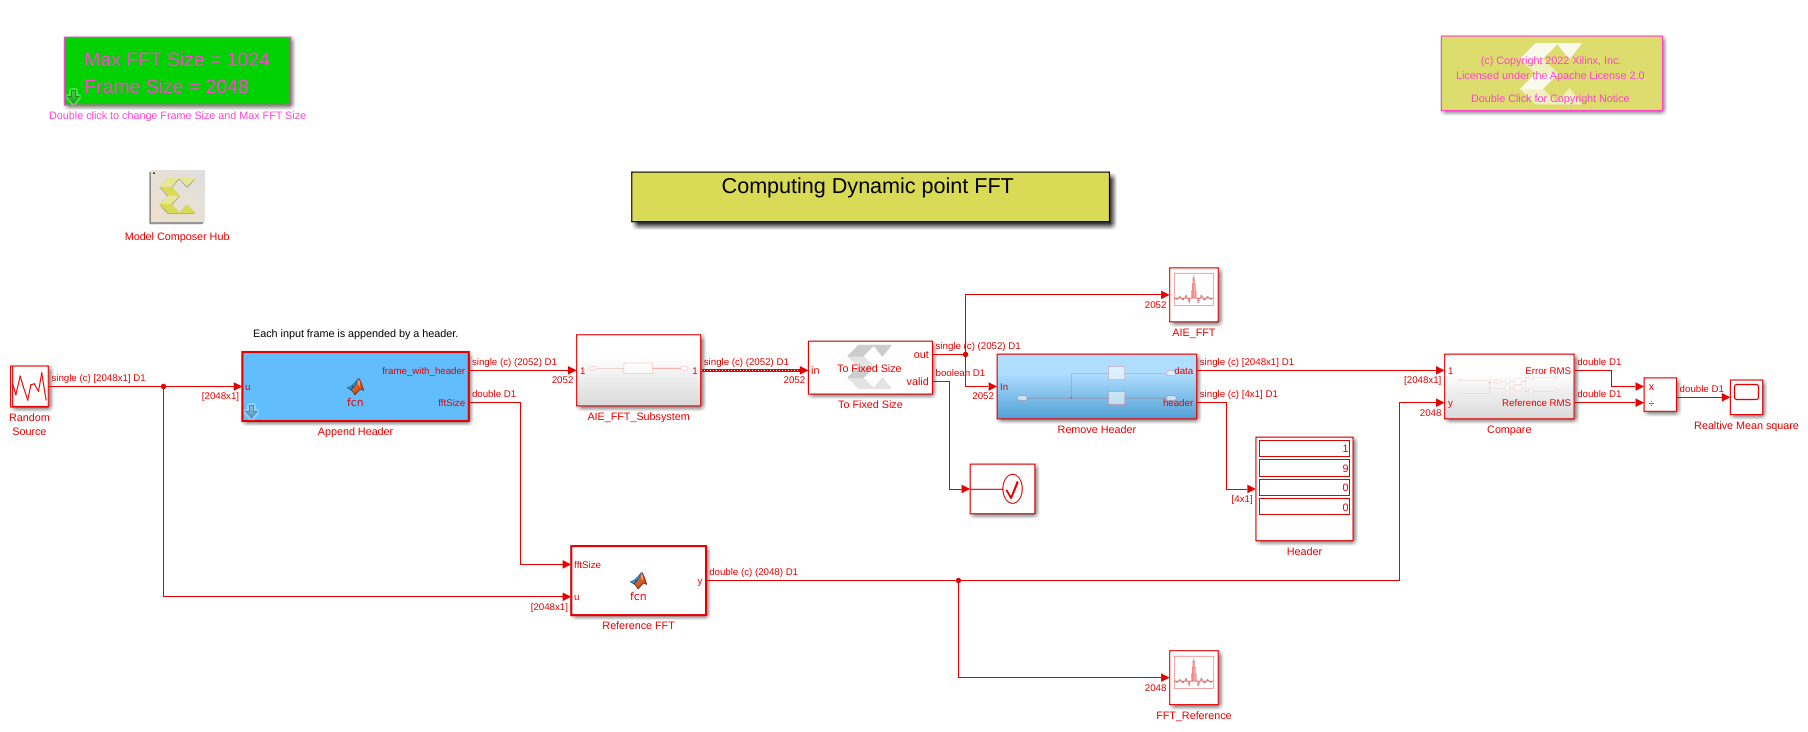 Max FFT Size = 1024
Frame Size = 2048
Double click to change Frame Size and Max FFT Size
(c) Copyright 2022 Xilinx, Inc.
Licensed under the Apache License 2.0
Double Click for Copyright Notice
Model Composer Hub
Computing Dynamic point FFT
Each input frame is appended by a header.
Random
Source
single (c) [2048x1] D1
[2048x1]
u
frame_with_header
fftSize
fcn
Append Header
single (c) (2052) D1
2052
double D1
1
1
AIE_FFT_Subsystem
single (c) (2052) D1
2052
in
To Fixed Size
out
valid
To Fixed Size
single (c) (2052) D1
boolean D1
2052
AIE_FFT
2052
In
data
header
Remove Header
single (c) [2048x1] D1
single (c) [4x1] D1
[4x1]
1
9
0
0
Header
[2048x1]
2048
1
y
Error RMS
Reference RMS
Compare
double D1
double D1
x
÷
double D1
Realtive Mean square
fftSize
u
[2048x1]
fcn
y
Reference FFT
double (c) (2048) D1
2048
FFT_Reference